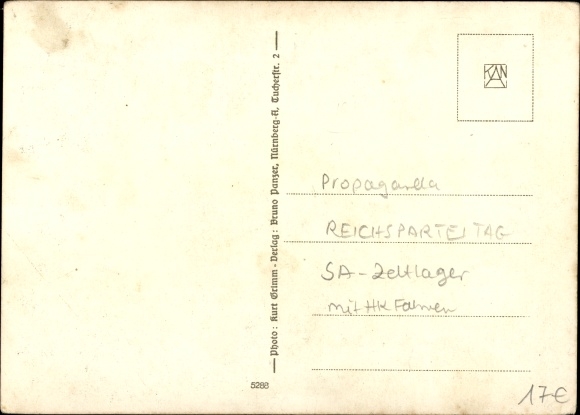 KAN
Photo: Kurt Grimm - Verlag: Bruno Panzer, Nürnberg-A, Tucherstr. 2
Propaganda
REICHSPARTEITAG
SA-Zeltlager
mit HK Fahnen
5288
17€